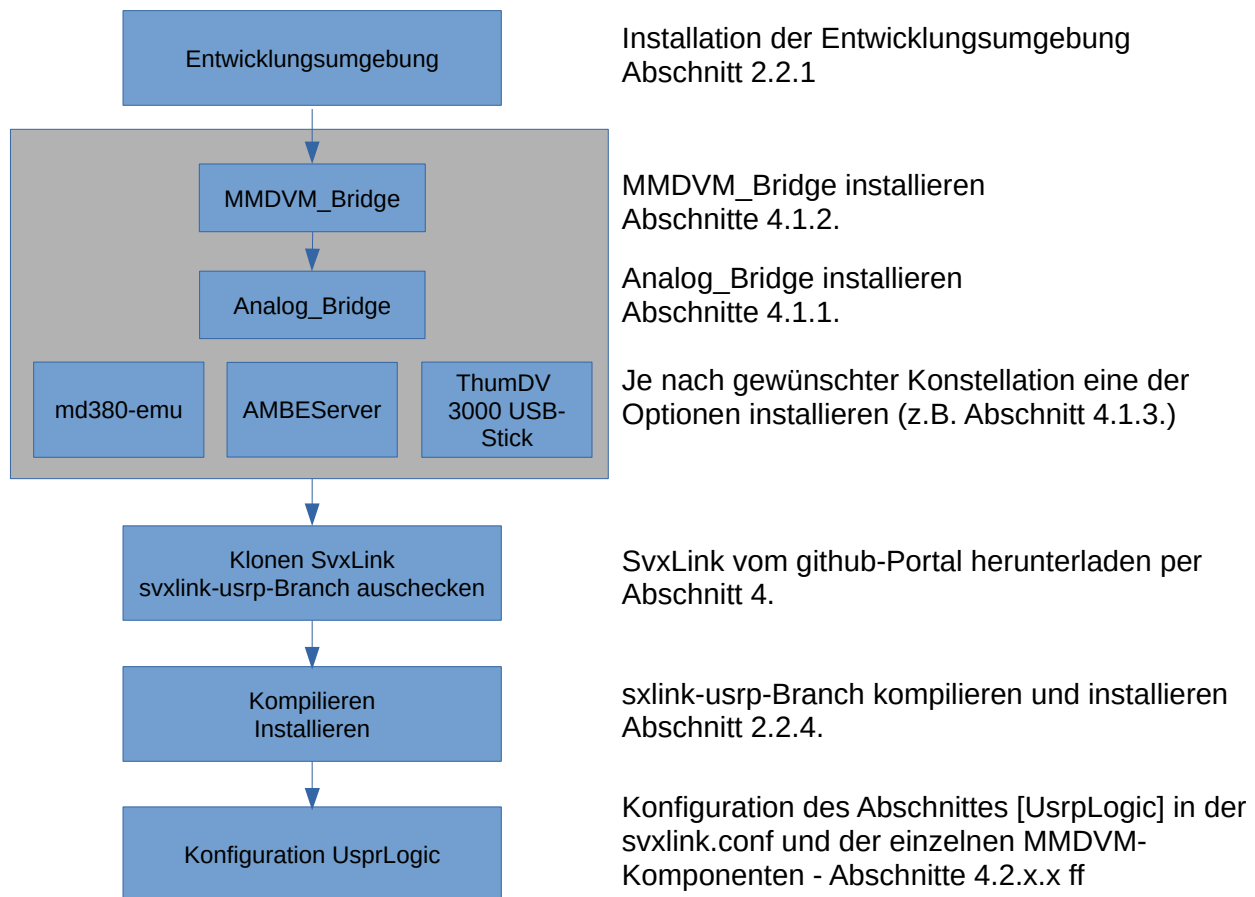 Entwicklungsumgebung
Installation der Entwicklungsumgebung
Abschnitt 2.2.1
MMDVM_Bridge
MMDVM_Bridge installieren
Abschnitte 4.1.2.
Analog_Bridge
Analog_Bridge installieren
Abschnitte 4.1.1.
md380-emu
AMBEServer
ThumDV
3000 USB-
Stick
Je nach gewünschter Konstellation eine der
Optionen installieren (z.B. Abschnitt 4.1.3.)
Klonen SvxLink
svxlink-usrp-Branch auschecken
SvxLink vom github-Portal herunterladen per
Abschnitt 4.
Kompilieren
Installieren
sxlink-usrp-Branch kompilieren und installieren
Abschnitt 2.2.4.
Konfiguration UsprLogic
Konfiguration des Abschnittes [UsrpLogic] in der
svxlink.conf und der einzelnen MMDVM-
Komponenten - Abschnitte 4.2.x.x ff